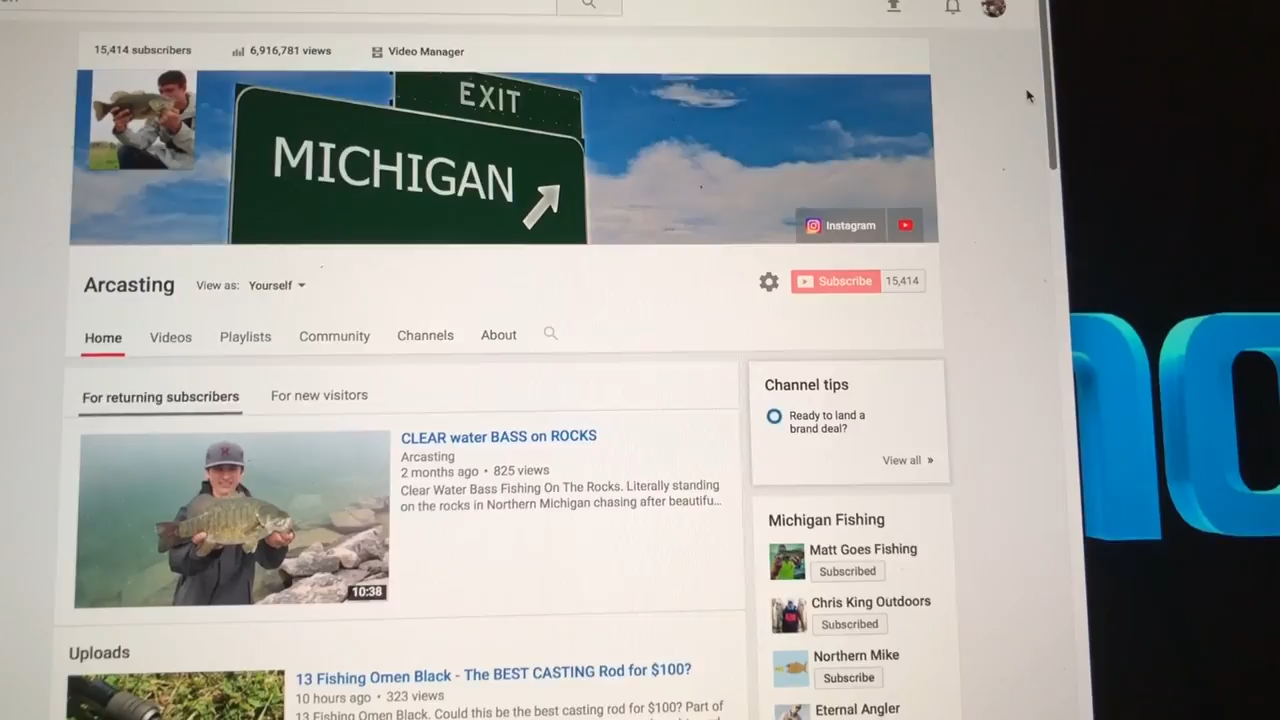 15,414 subscribers 6,916,781 views Video Manager
EXIT
MICHIGAN
Instagram
Arcasting View as: Yourself Subscribe 15,414
Home Videos Playlists Community Channels About
For returning subscribers For new visitors
CLEAR water BASS on ROCKS
Arcasting
2 months ago • 825 views
Clear Water Bass Fishing On The Rocks. Literally standing
on the rocks in Northern Michigan chasing after beautifu...
10:38
Uploads
13 Fishing Omen Black - The BEST CASTING Rod for $100?
10 hours ago • 323 views
13 Fishing Omen Black. Could this be the best casting rod for $100? Part of
Channel tips
Ready to land a
brand deal?
View all »
Michigan Fishing
Matt Goes Fishing
Subscribed
Chris King Outdoors
Subscribed
Northern Mike
Subscribe
Eternal Angler